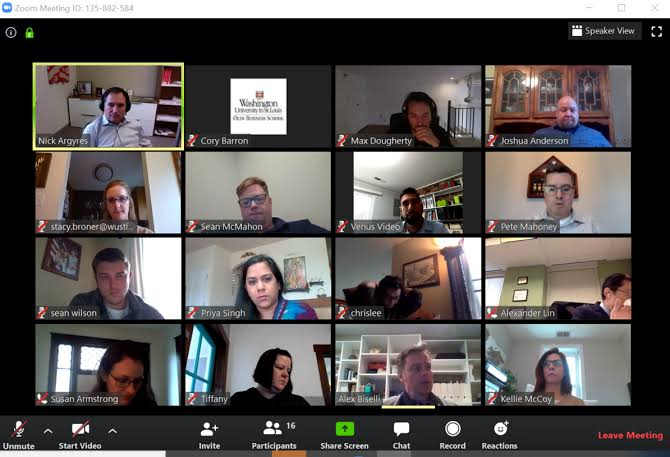 Zoom Meeting ID: 135-882-584
Speaker View
Nick Argyres
Washington
University in St. Louis
Olin Business School
Cory Barron
Max Dougherty
Joshua Anderson
stacy.broner@wustl...
Sean McMahon
Venus Video
Pete Mahoney
sean wilson
Priya Singh
chrislee
Alexander Lin
Susan Armstrong
Tiffany
Alex Biselli
Kellie McCoy
Unmute
Start Video
Invite
Participants
16
Share Screen
Chat
Record
Reactions
Leave Meeting